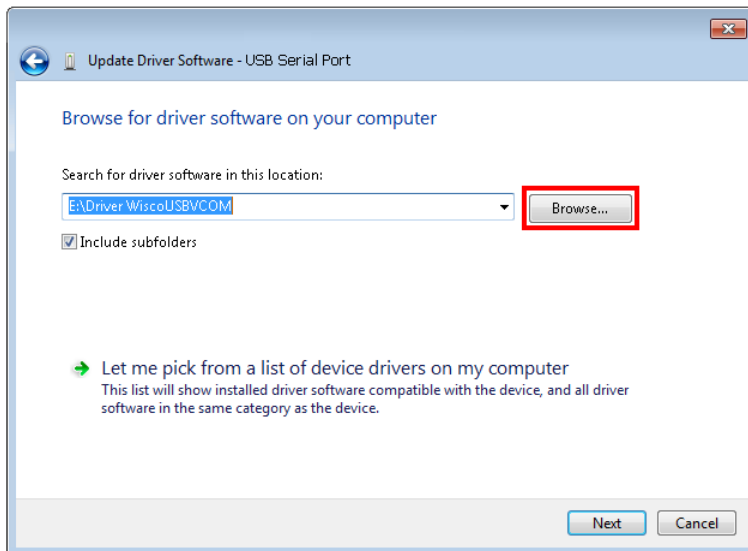 Update Driver Software - USB Serial Port
Browse for driver software on your computer
Search for driver software in this location:
E:\Driver WiscoUSBVCOM
Browse...
Include subfolders
Let me pick from a list of device drivers on my computer
This list will show installed driver software compatible with the device, and all driver
software in the same category as the device.
Next
Cancel